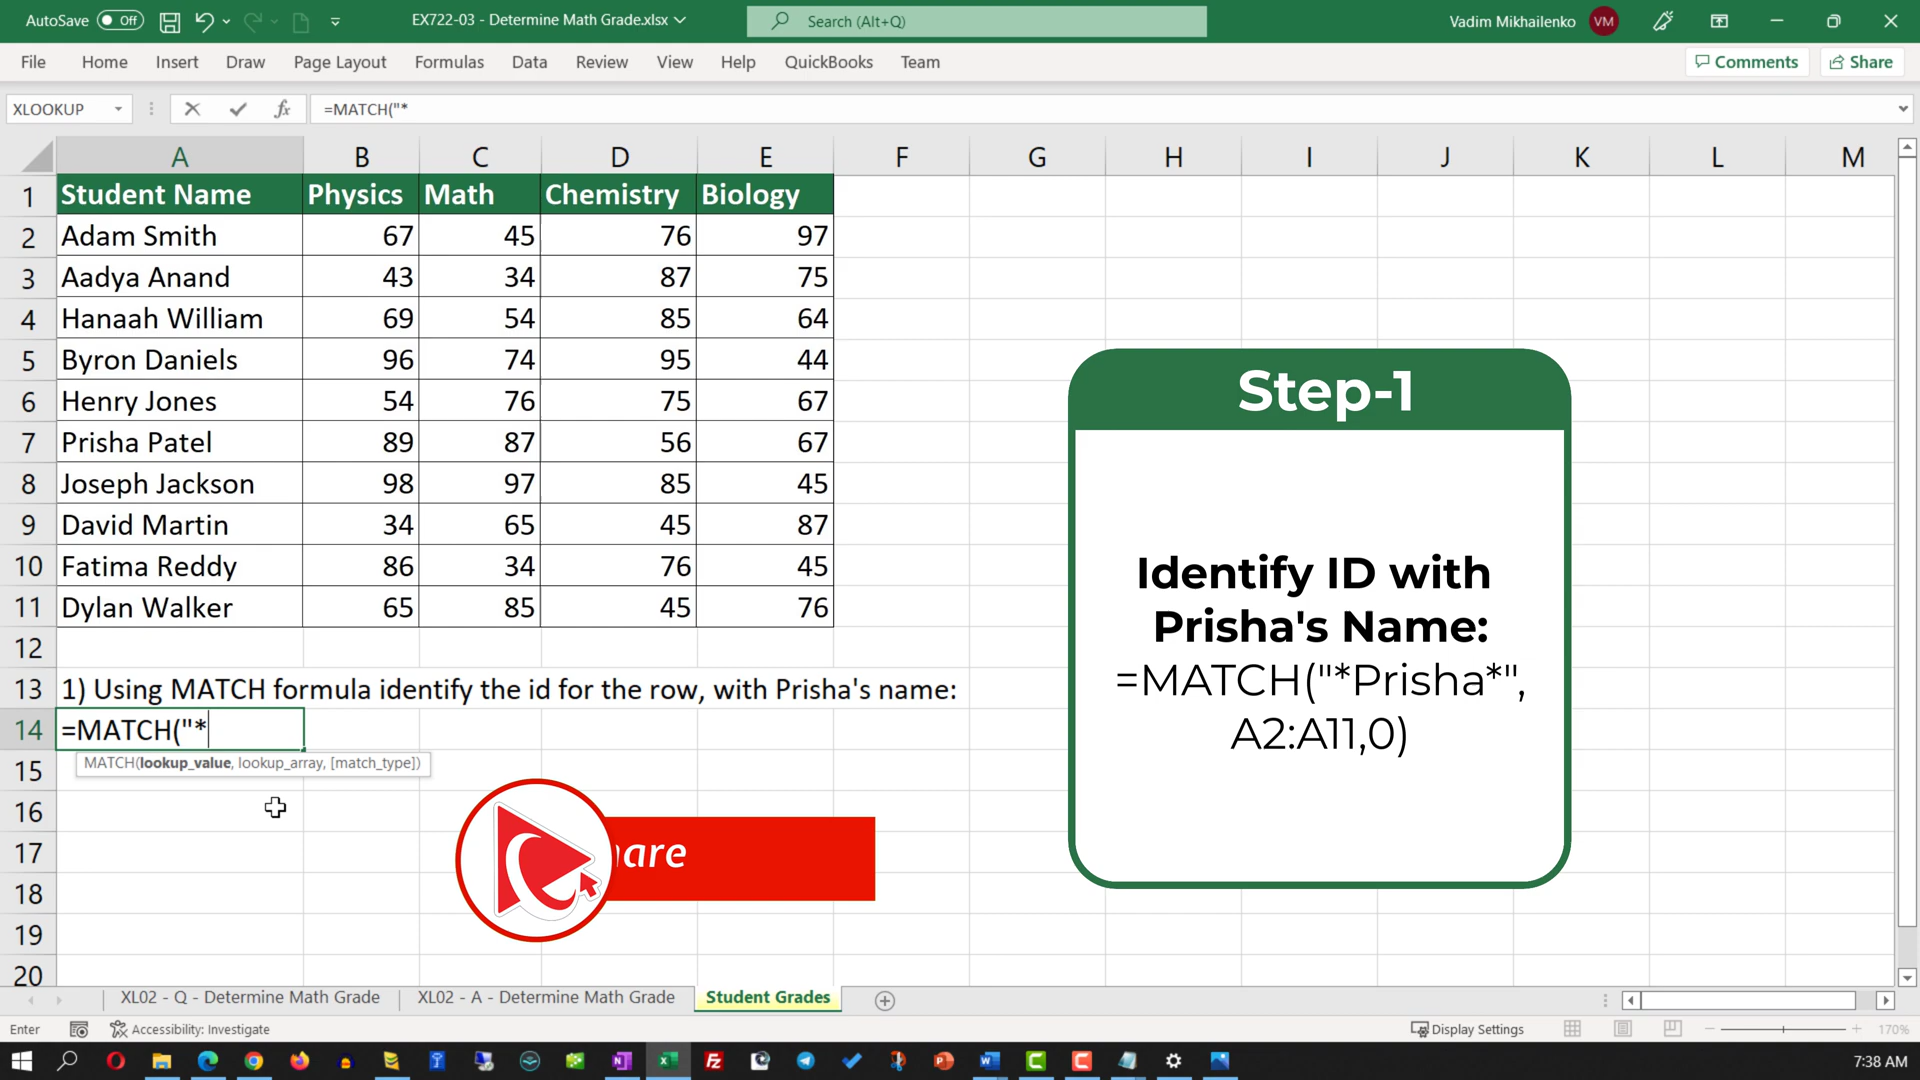 AutoSave Off EX722-03 - Determine Math Grade.xlsx Search (Alt+Q) Vadim Mikhailenko VM
File Home Insert Draw Page Layout Formulas Data Review View Help QuickBooks Team Comments Share
XLOOKUP fx =MATCH("*
A B C D E F G H I J K L M
1 Student Name Physics Math Chemistry Biology
2 Adam Smith 67 45 76 97
3 Aadya Anand 43 34 87 75
4 Hanaah William 69 54 85 64
5 Byron Daniels 96 74 95 44
6 Henry Jones 54 76 75 67
7 Prisha Patel 89 87 56 67
8 Joseph Jackson 98 97 85 45
9 David Martin 34 65 45 87
10 Fatima Reddy 86 34 76 45
11 Dylan Walker 65 85 45 76
12
13 1) Using MATCH formula identify the id for the row, with Prisha's name:
14 =MATCH("*
MATCH(lookup_value, lookup_array, [match_type])
15
16
17
18
19
20
Step-1
Identify ID with
Prisha's Name:
=MATCH("*Prisha*",
A2:A11,0)
hare
XL02 - Q - Determine Math Grade XL02 - A - Determine Math Grade Student Grades
Enter Accessibility: Investigate Display Settings 170%
7:38 AM